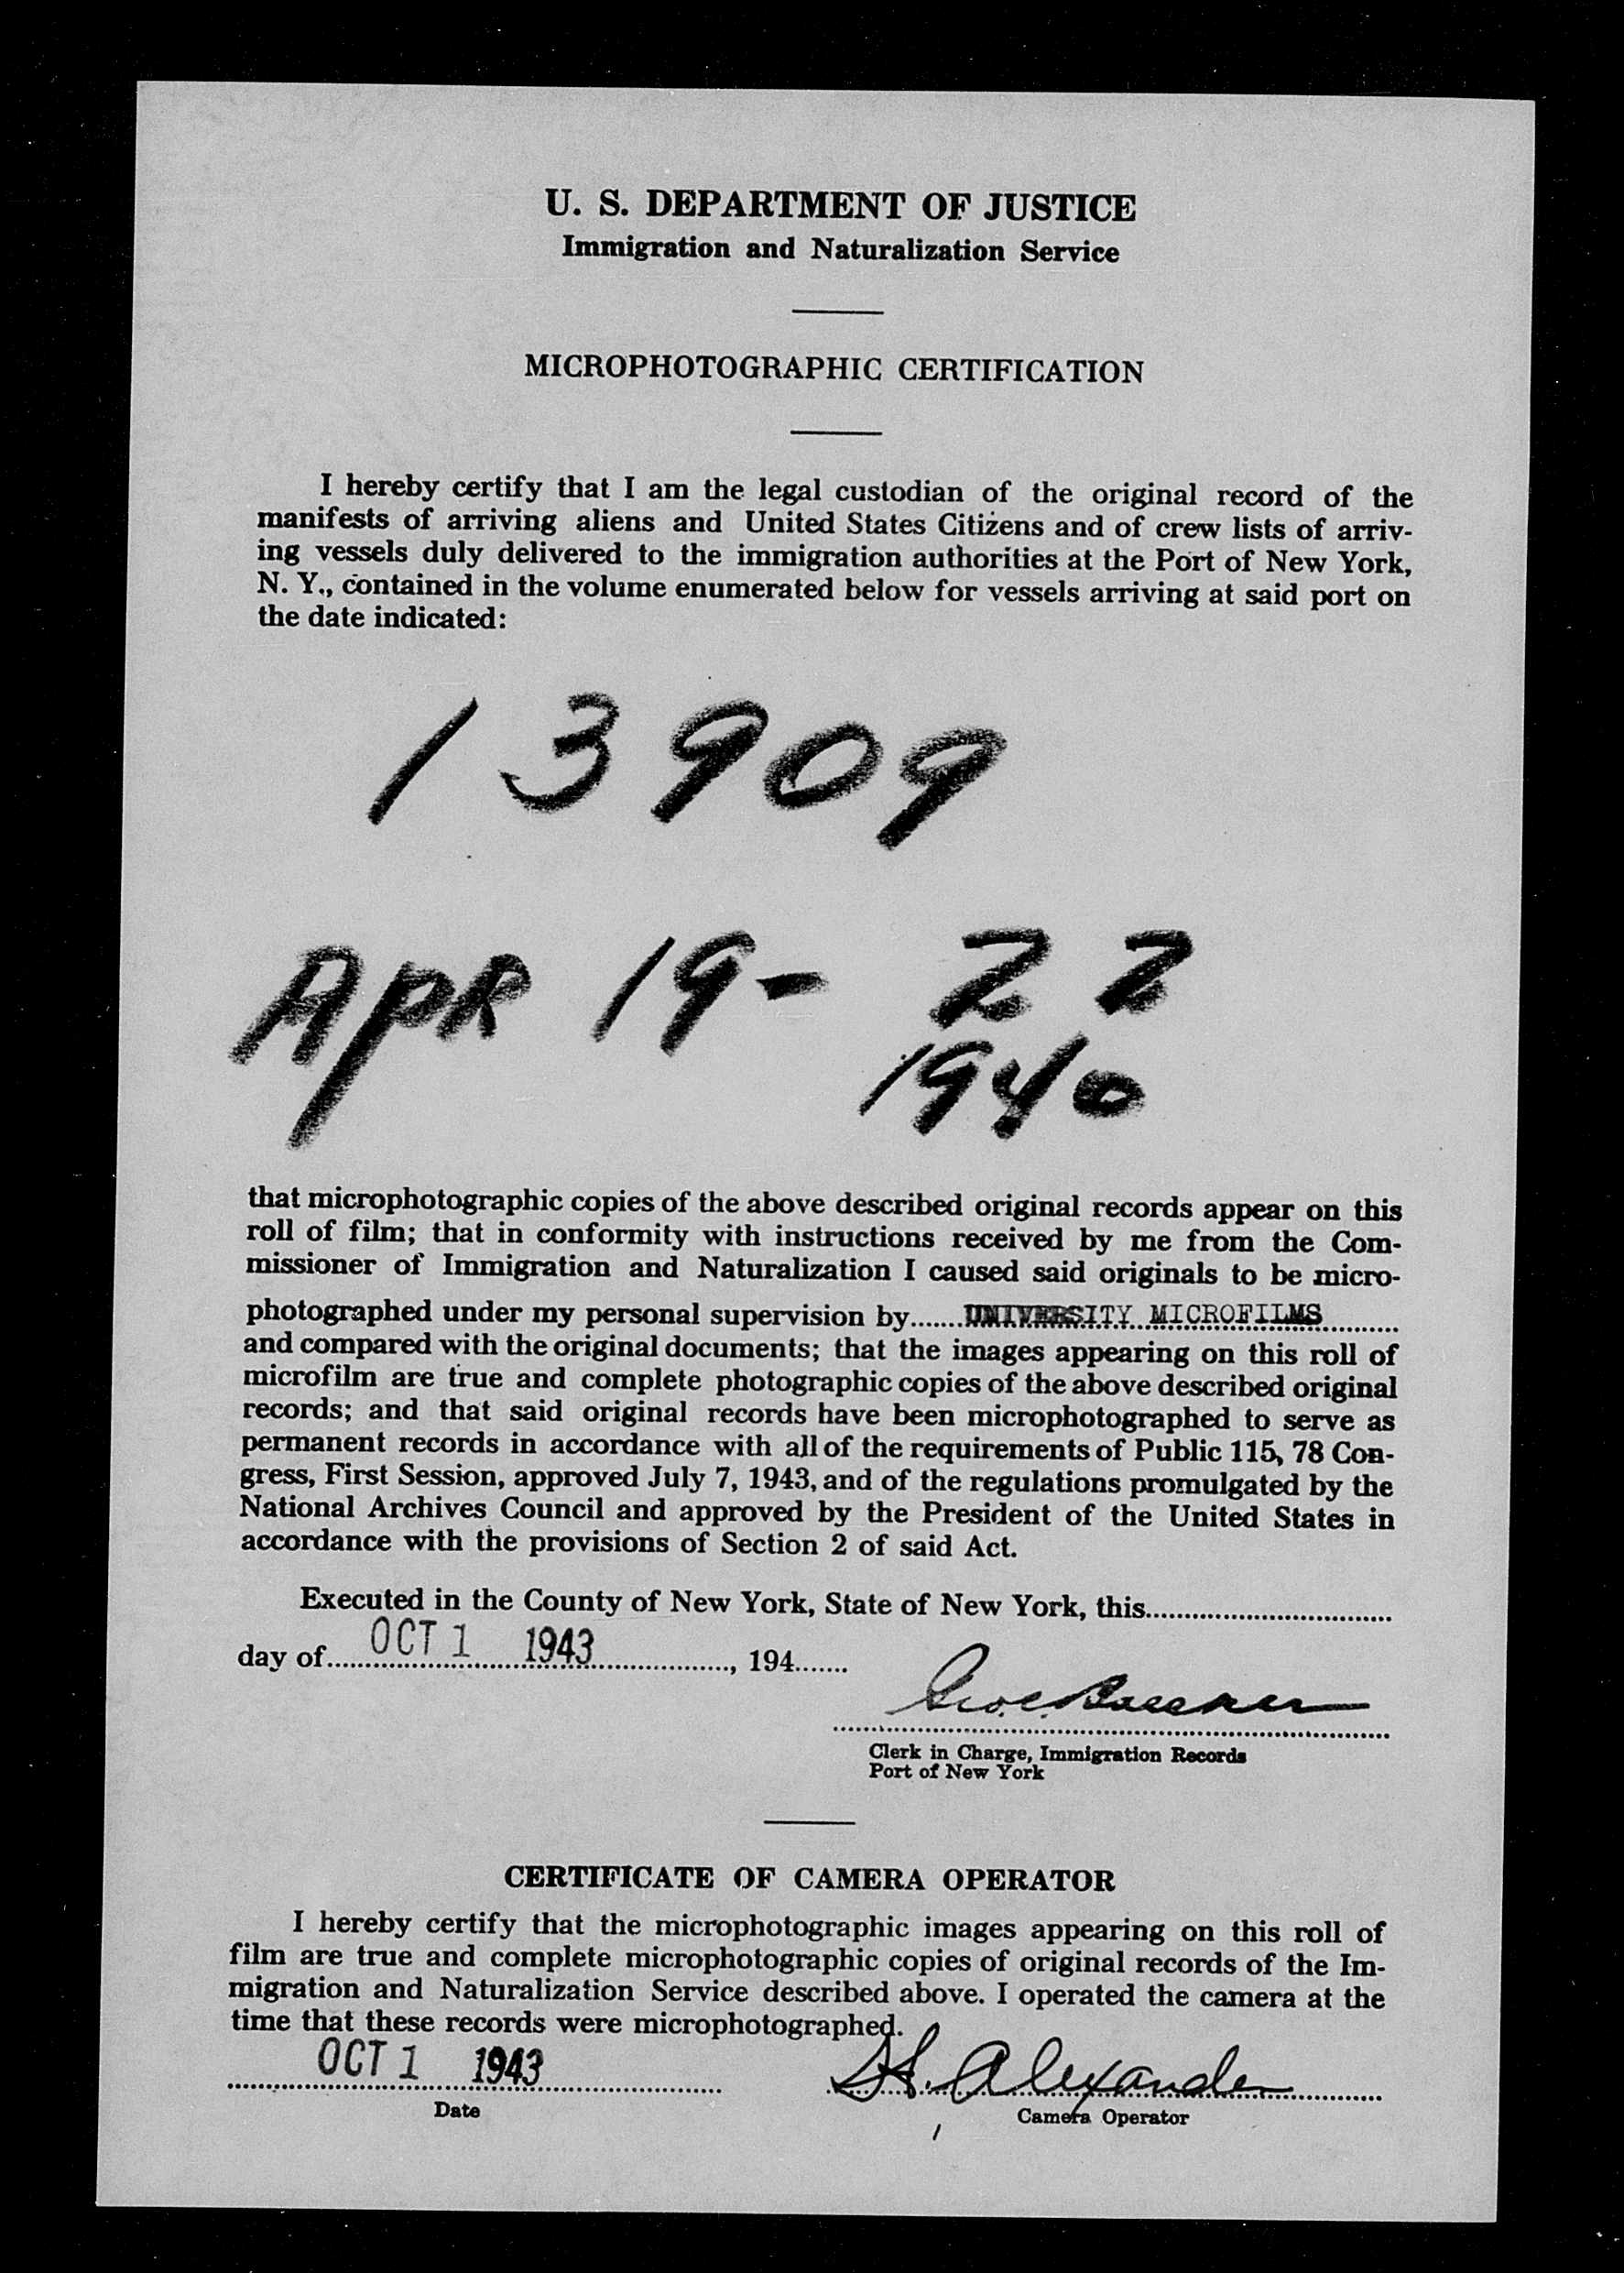 U. S. DEPARTMENT OF JUSTICE
Immigration and Naturalization Service
MICROPHOTOGRAPHIC CERTIFICATION
I hereby certify that I am the legal custodian of the original record of the
manifests of arriving aliens and United States Citizens and of crew lists of arriv-
ing vessels duly delivered to the immigration authorities at the Port of New York,
N. Y., contained in the volume enumerated below for vessels arriving at said port on
the date indicated:
13909
APR 19- 22
1940
that microphotographic copies of the above described original records appear on this
roll of film; that in conformity with instructions received by me from the Com-
missioner of Immigration and Naturalization I caused said originals to be micro-
photographed under my personal supervision by.......UNIVERSITY MICROFILMS..........
and compared with the original documents; that the images appearing on this roll of
microfilm are true and complete photographic copies of the above described original
records; and that said original records have been microphotographed to serve as
permanent records in accordance with all of the requirements of Public 115, 78 Con-
gress, First Session, approved July 7, 1943, and of the regulations promulgated by the
National Archives Council and approved by the President of the United States in
accordance with the provisions of Section 2 of said Act.
Executed in the County of New York, State of New York, this...............................
day of......OCT 1 1943.................., 194.......
Geo. C.
Clerk in Charge, Immigration Records
Port of New York
CERTIFICATE OF CAMERA OPERATOR
I hereby certify that the microphotographic images appearing on this roll of
film are true and complete microphotographic copies of original records of the Im-
migration and Naturalization Service described above. I operated the camera at the
time that these records were microphotographed.
OCT 1 1943 H. Alexander
Date Camera Operator